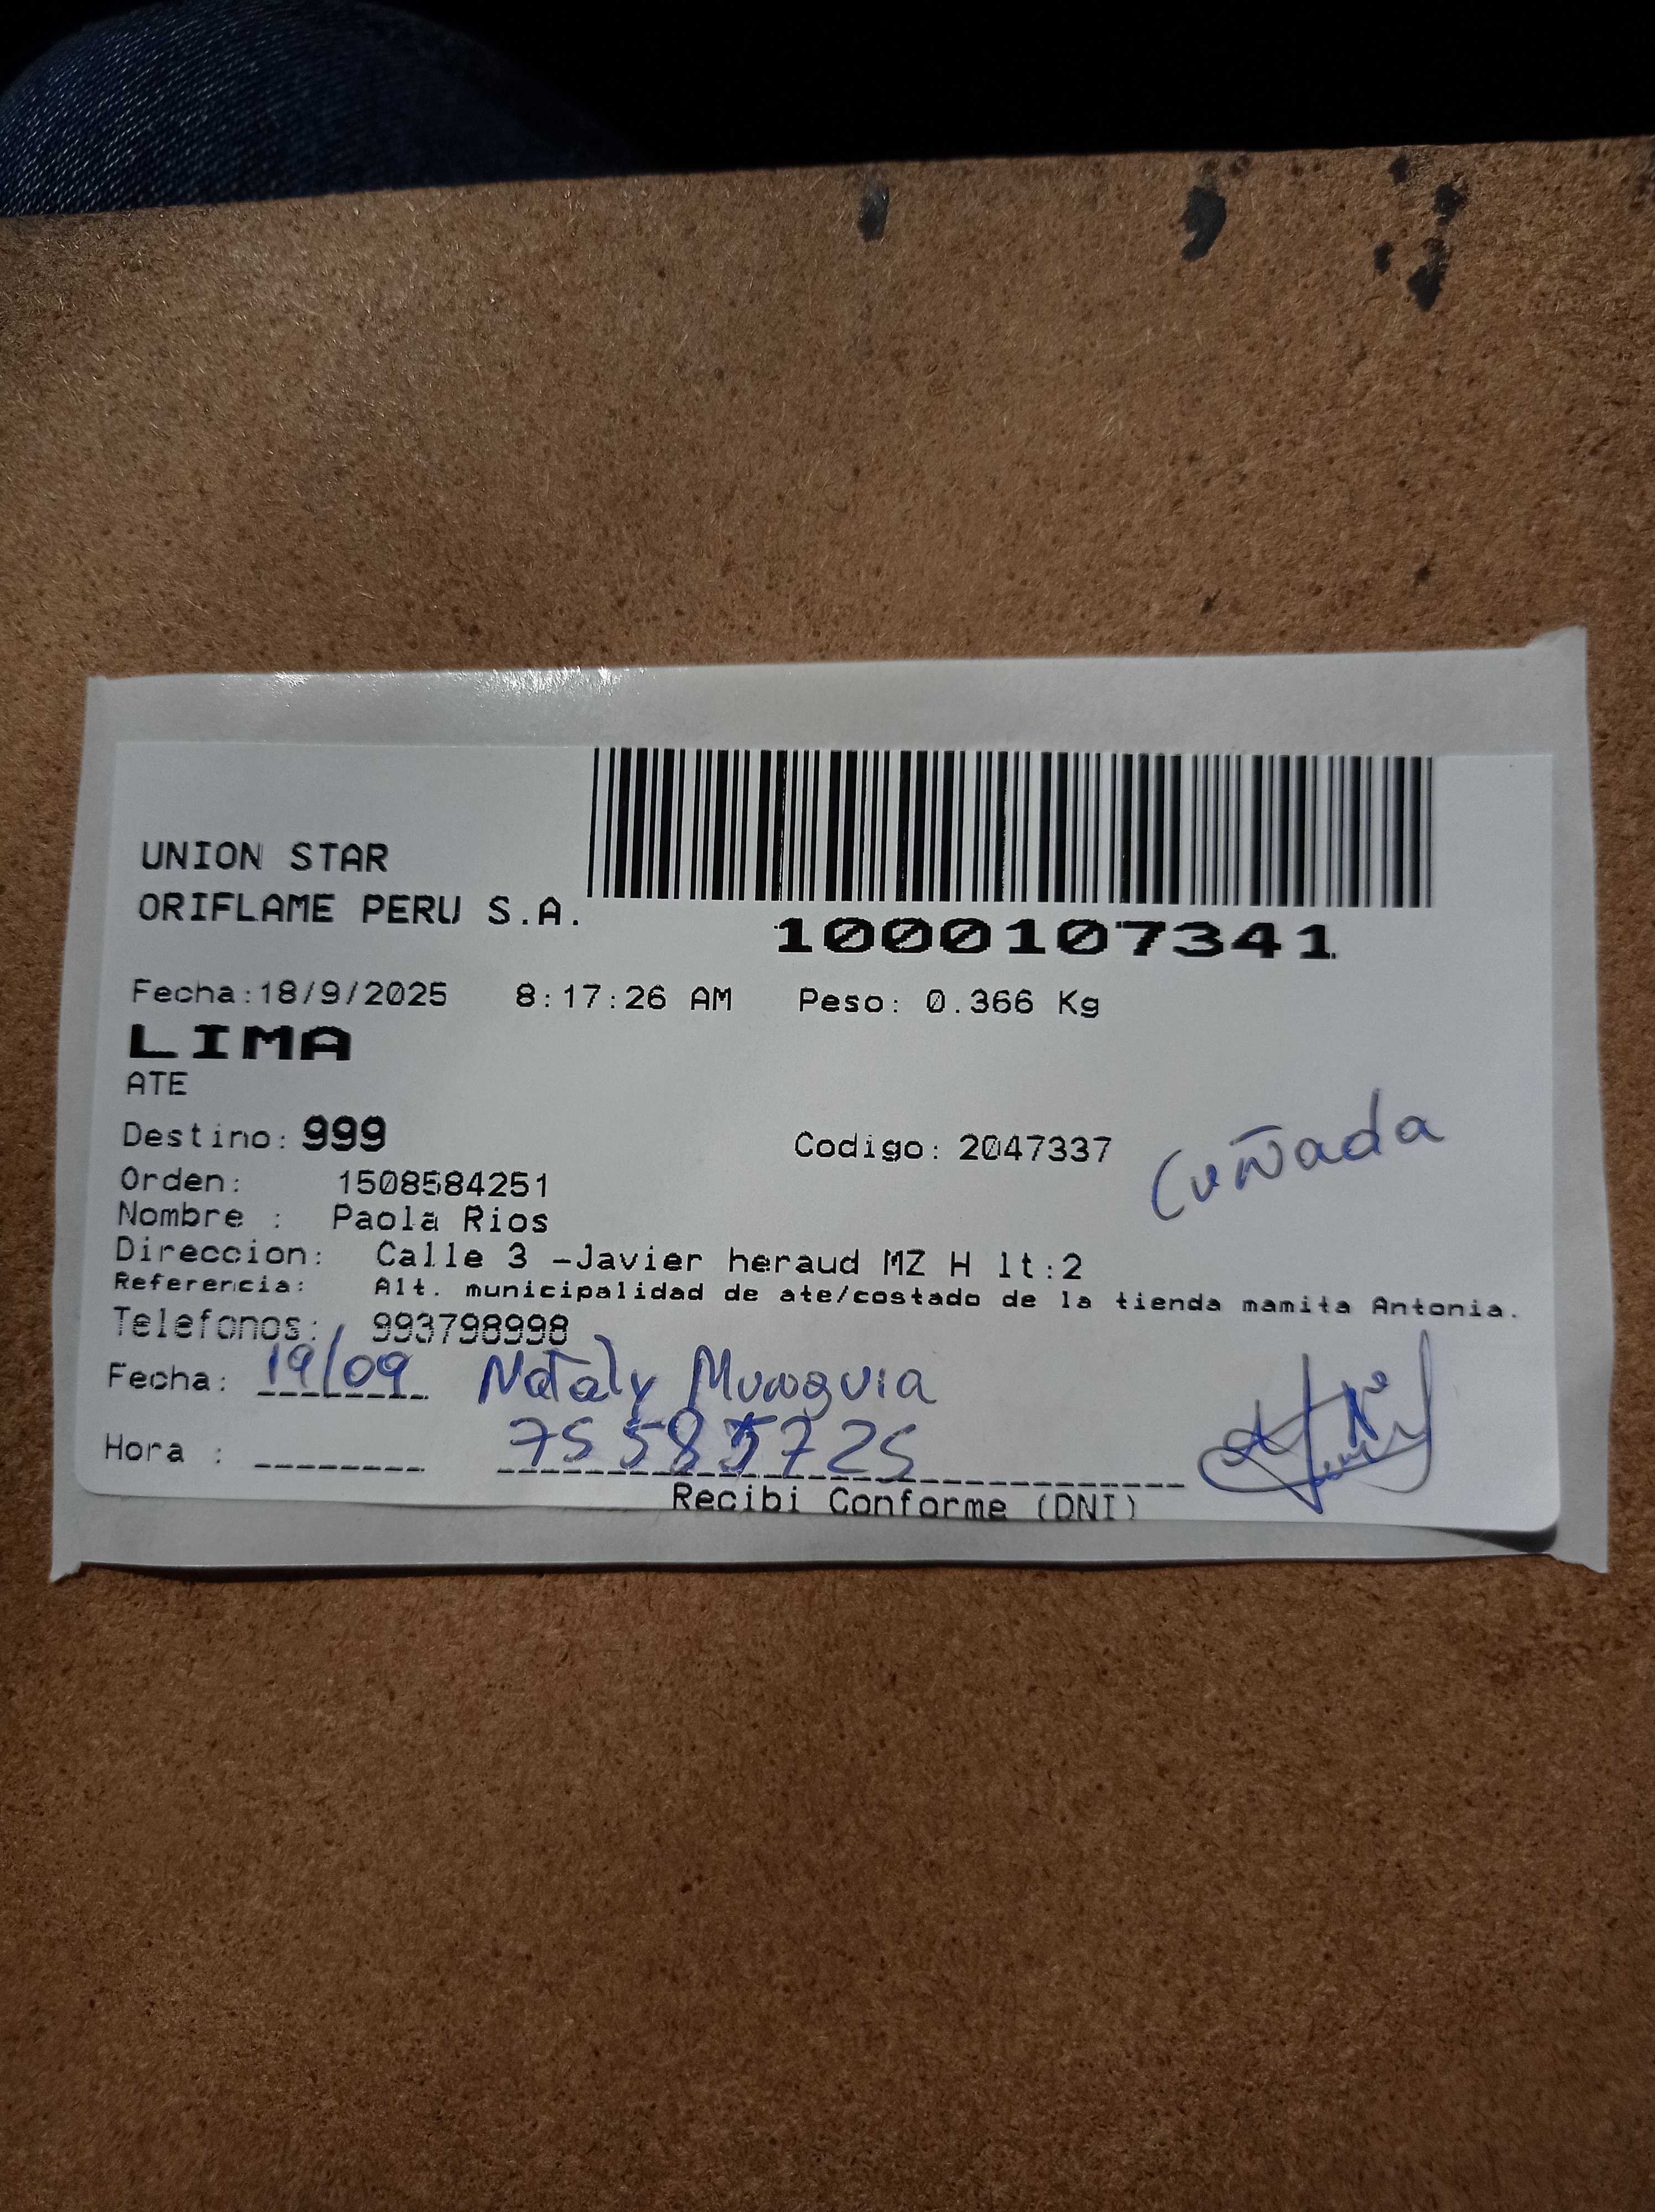 UNION STAR
ORIFLAME PERU S.A.
1000107341
Fecha:18/9/2025 8:17:26 AM Peso: 0.366 Kg
LIMA
ATE
Destino: 999 Codigo: 2047337 Cuñada
Orden: 1508584251
Nombre : Paola Rios
Direccion: Calle 3 -Javier heraud MZ H lt:2
Referencia: Alt. municipalidad de ate/costado de la tienda mamita Antonia.
Telefonos: 993798998
Fecha: 19/09 Nataly
Hora :
Recibi Conforme (DNI)